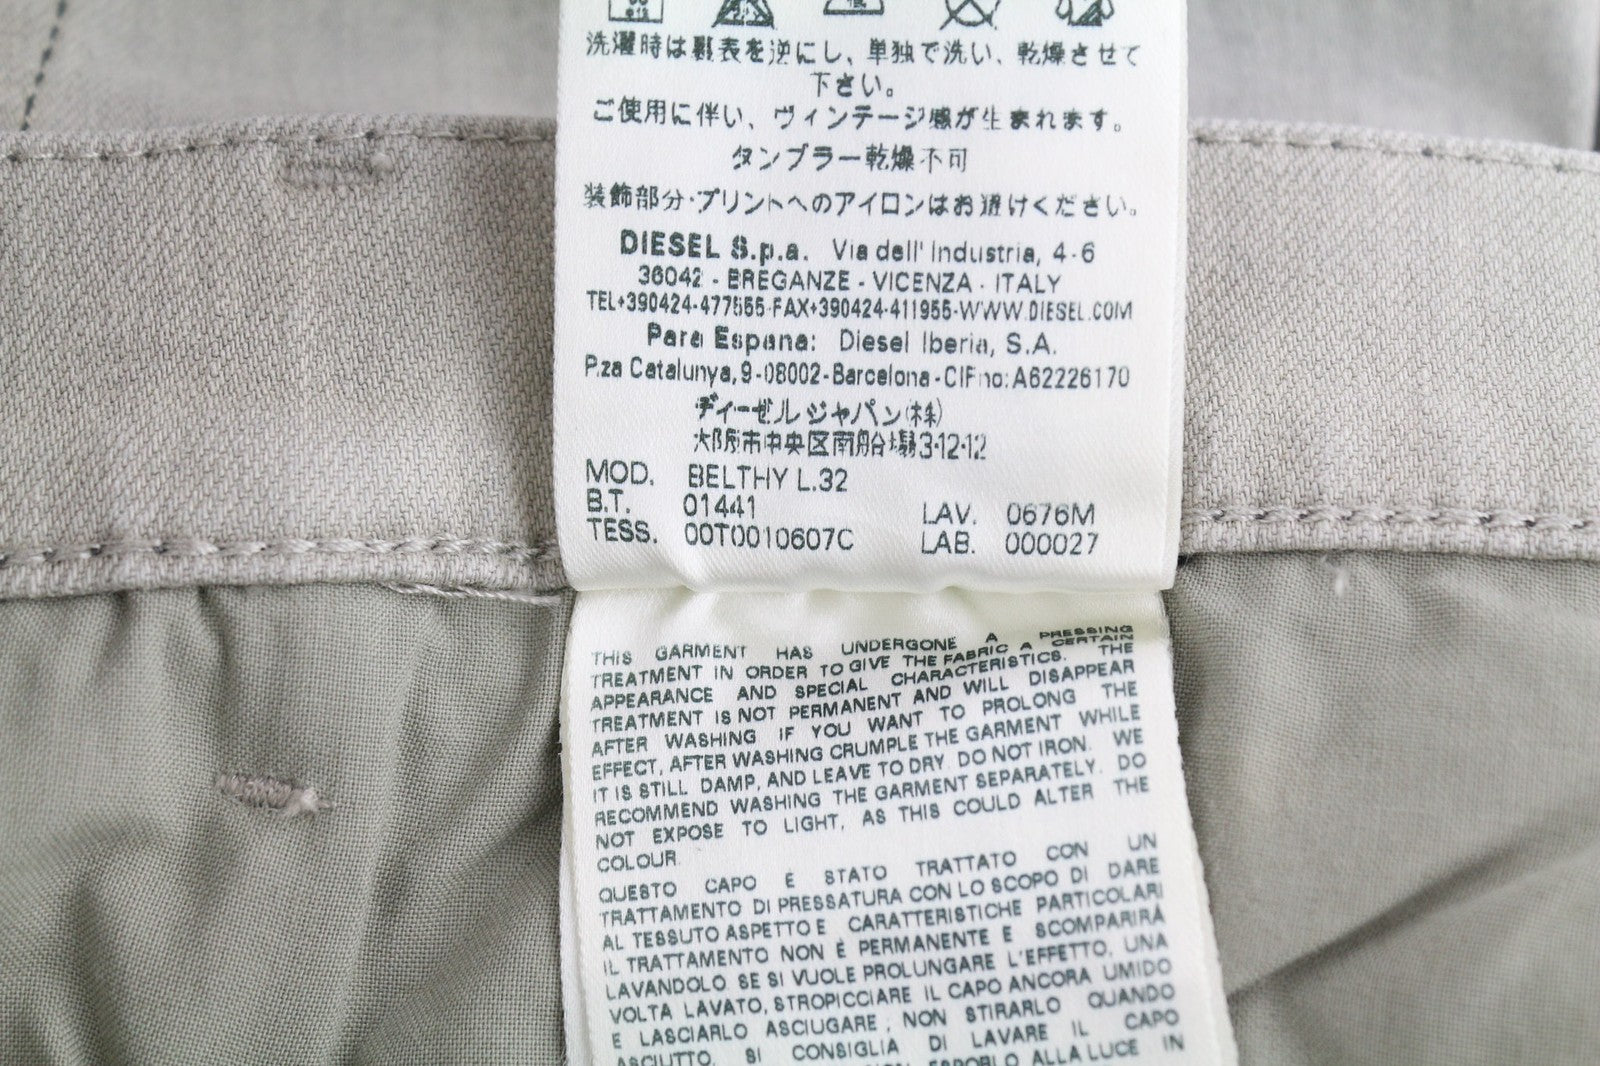 洗濯時は裏表を逆にし、単独で洗い、乾燥させて
下さい。
ご使用に伴い、ヴィンテージ感が生まれます。
タンブラー乾燥不可
装飾部分・プリントへのアイロンはお避けください。
DIESEL S.p.a. Via dell' Industria, 4-6
36042 - BREGANZE - VICENZA - ITALY
TEL+390424-477555-FAX+390424-411955-WWW.DIESEL.COM
Para Espana: Diesel Iberia, S.A.
P.za Catalunya, 9-08002-Barcelona-CIF no: A62226170
ディーゼルジャパン(株)
大阪市中央区南船場3-12-12
MOD. BELTHY L.32
B.T. 01441 LAV. 0676M
TESS. 00T0010607C LAB. 000027
THIS GARMENT HAS UNDERGONE A PRESSING
TREATMENT IN ORDER TO GIVE THE FABRIC A CERTAIN
APPEARANCE AND SPECIAL CHARACTERISTICS. THE
TREATMENT IS NOT PERMANENT AND WILL DISAPPEAR
AFTER WASHING IF YOU WANT TO PROLONG THE
EFFECT, AFTER WASHING CRUMPLE THE GARMENT WHILE
IT IS STILL DAMP, AND LEAVE TO DRY. DO NOT IRON. WE
RECOMMEND WASHING THE GARMENT SEPARATELY. DO
NOT EXPOSE TO LIGHT, AS THIS COULD ALTER THE
COLOUR.
QUESTO CAPO E STATO TRATTATO CON UN
TRATTAMENTO DI PRESSATURA CON LO SCOPO DI DARE
AL TESSUTO ASPETTO E CARATTERISTICHE PARTICOLARI
IL TRATTAMENTO NON È PERMANENTE E SCOMPARIRÀ
LAVANDOLO. SE SI VUOLE PROLUNGARE L'EFFETTO, UNA
VOLTA LAVATO, STROPICCIARE IL CAPO ANCORA UMIDO
E LASCIARLO ASCIUGARE; NON STIRARLO QUANDO
ASCIUTTO. SI CONSIGLIA DI LAVARE IL CAPO
ALLA LUCE IN